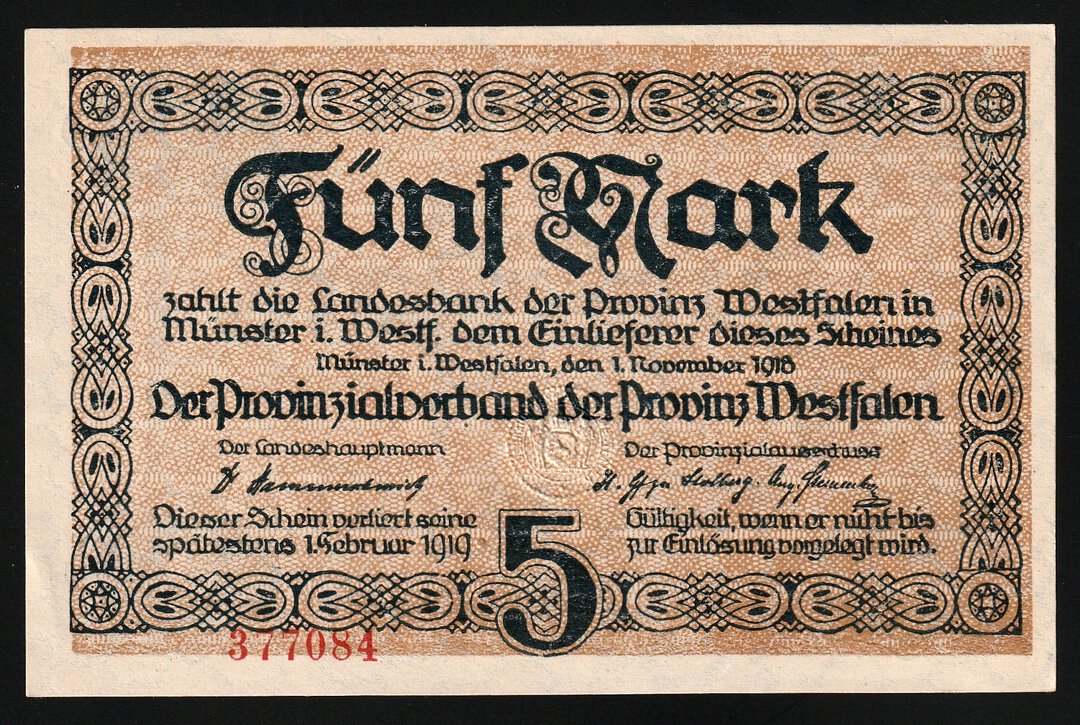 Fünf Mark
zahlt die Landesbank der Provinz Westfalen in
Münster i. Westf. dem Einlieferer dieses Scheines
Münster i. Westfalen, den 1. November 1918
Der Provinzialverband der Provinz Westfalen
Der Landeshauptmann
Der Provinzialausschuss
Dieser Schein verliert seine Gültigkeit, wenn er nicht bis
spätestens 1. Februar 1919 zur Einlösung vorgelegt wird.
5
377084